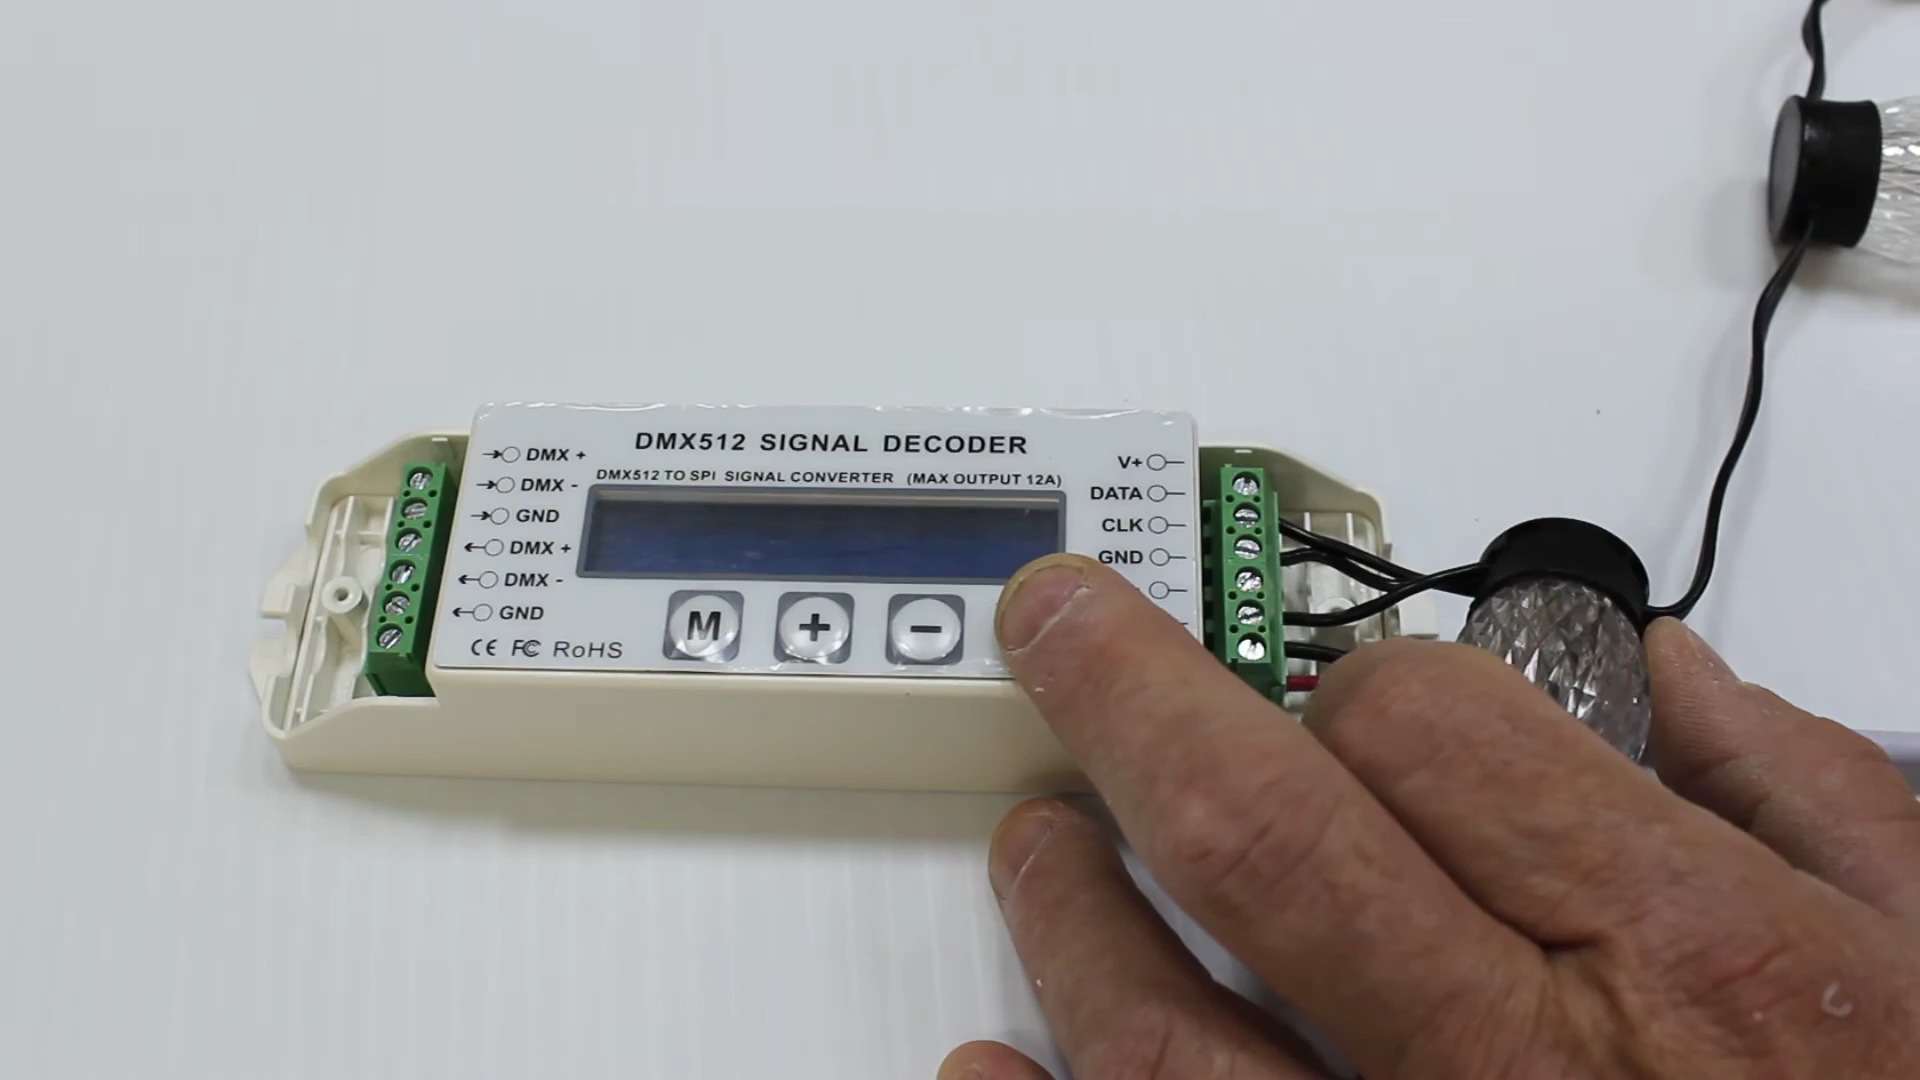 DMX512 SIGNAL DECODER
DMX512 TO SPI SIGNAL CONVERTER (MAX OUTPUT 12A)
DMX +
DMX -
GND
DMX +
DMX -
GND
CE FC RoHS
M + -
V+
DATA
CLK
GND